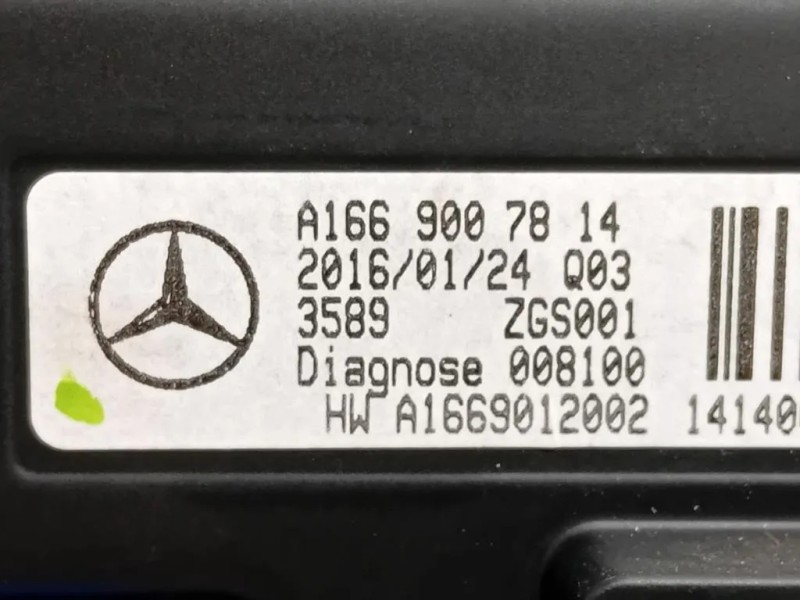 A166 900 78 14
2016/01/24 Q03
3589 ZGS001
Diagnose 008100
HW A1669012002
14140